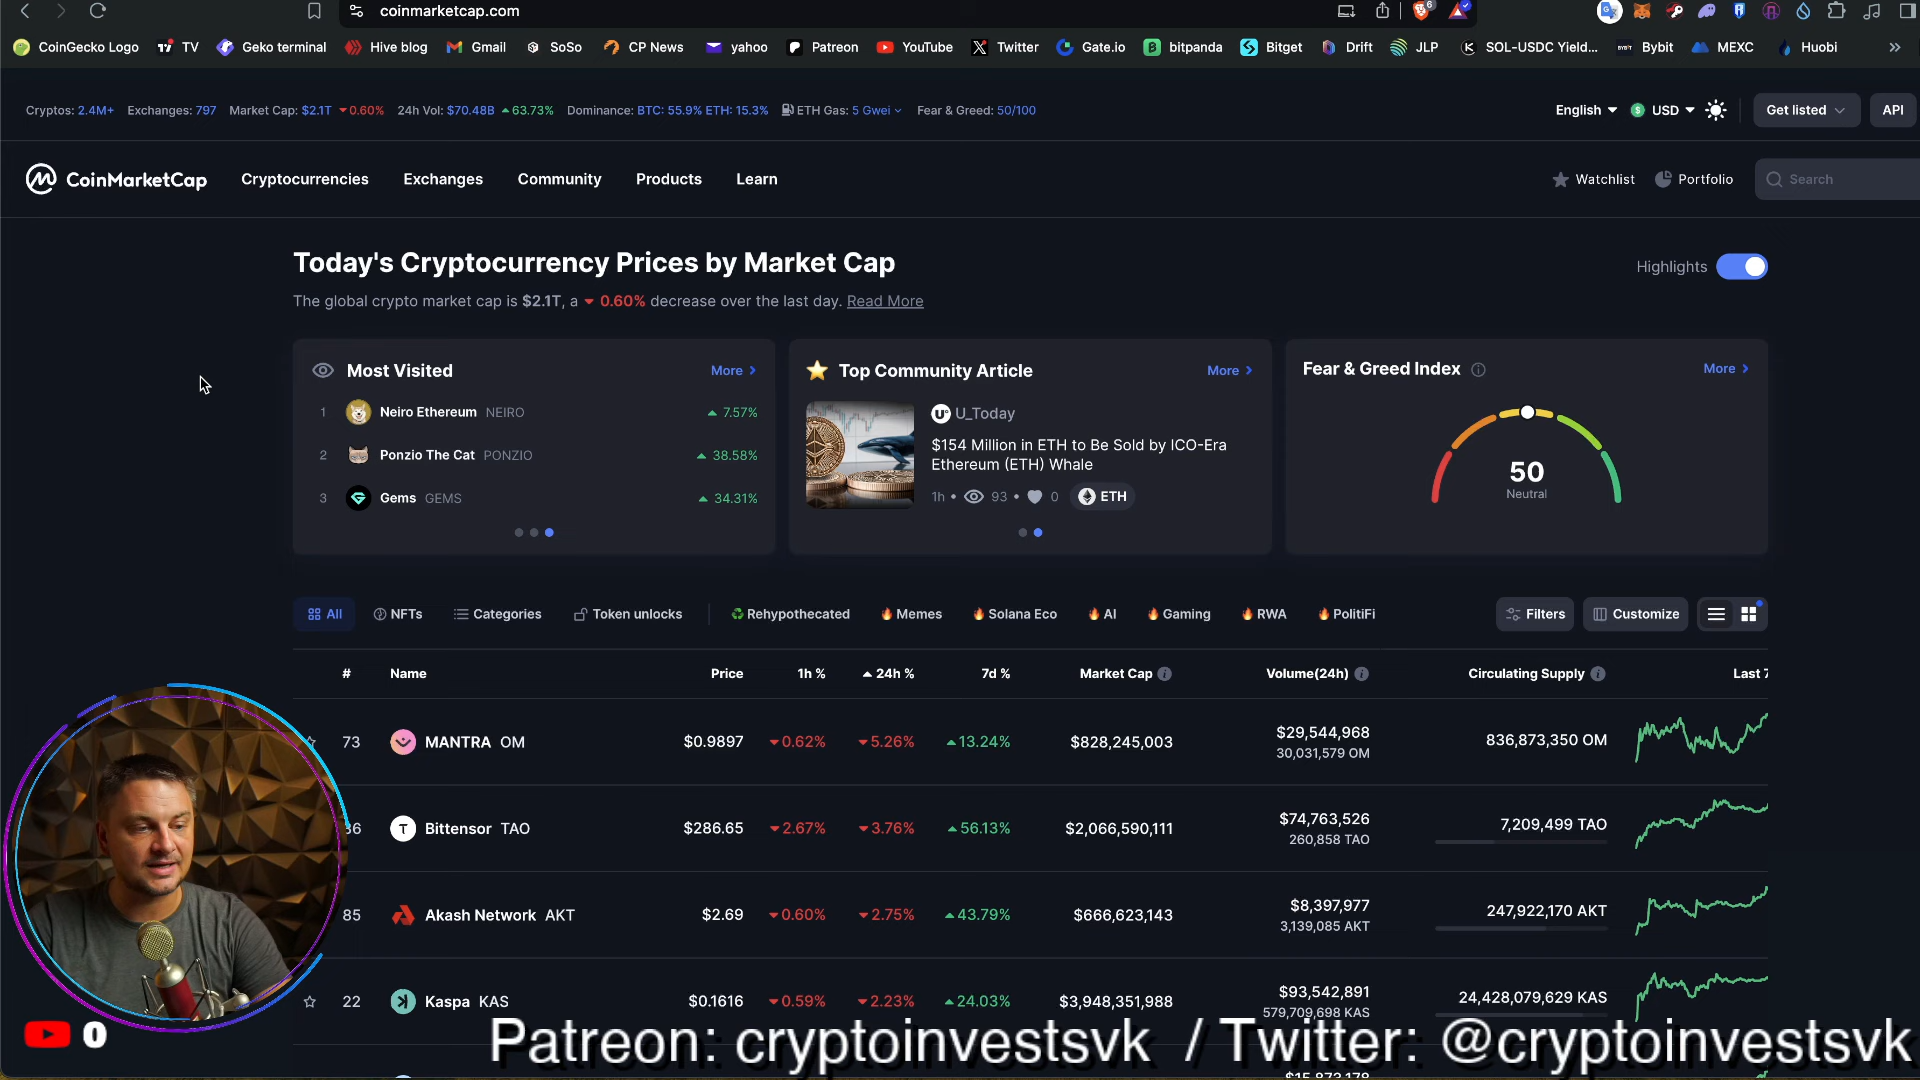 coinmarketcap.com
6
CoinGecko Logo TV Geko terminal Hive blog Gmail SoSo CP News yahoo Patreon YouTube Twitter Gate.io bitpanda Bitget Drift JLP SOL-USDC Yield... Bybit MEXC Huobi »
Cryptos: 2.4M+ Exchanges: 797 Market Cap: $2.1T 0.60% 24h Vol: $70.48B 63.73% Dominance: BTC: 55.9% ETH: 15.3% ETH Gas: 5 Gwei Fear & Greed: 50/100
English USD Get listed API
CoinMarketCap Cryptocurrencies Exchanges Community Products Learn Watchlist Portfolio Search
Today's Cryptocurrency Prices by Market Cap
Highlights
The global crypto market cap is $2.1T, a 0.60% decrease over the last day. Read More
Most Visited More
1 Neiro Ethereum NEIRO 7.57%
2 Ponzio The Cat PONZIO 38.58%
3 Gems GEMS 34.31%
Top Community Article More
U_Today
$154 Million in ETH to Be Sold by ICO-Era
Ethereum (ETH) Whale
1h • 93 • 0 ETH
Fear & Greed Index More
50
Neutral
All NFTs Categories Token unlocks Rehypothecated Memes Solana Eco AI Gaming RWA PolitiFi Filters Customize
# Name Price 1h % 24h % 7d % Market Cap Volume(24h) Circulating Supply Last 7
73 MANTRA OM $0.9897 0.62% 5.26% 13.24% $828,245,003 $29,544,968 836,873,350 OM
30,031,579 OM
Bittensor TAO $286.65 2.67% 3.76% 56.13% $2,066,590,111 $74,763,526 7,209,499 TAO
260,858 TAO
85 Akash Network AKT $2.69 0.60% 2.75% 43.79% $666,623,143 $8,397,977 247,922,170 AKT
3,139,085 AKT
22 Kaspa KAS $0.1616 0.59% 2.23% 24.03% $3,948,351,988 $93,542,891 24,428,079,629 KAS
579,709,698 KAS
0
Patreon: cryptoinvestsvk / Twitter: @cryptoinvestsvk